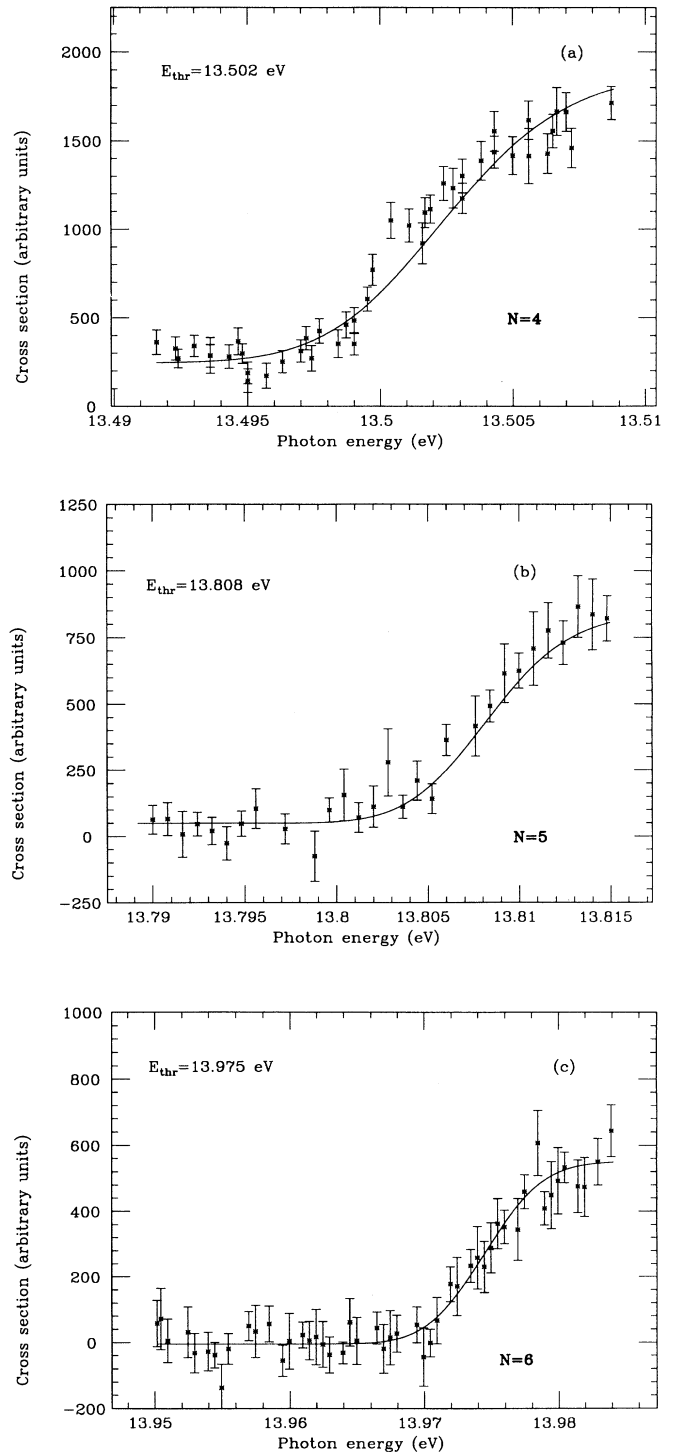 2000
1500
1000
500
0
Cross section (arbitrary units)
E_thr=13.502 eV
(a)
N=4
13.49 13.495 13.5 13.505 13.51
Photon energy (eV)
1250
1000
750
500
250
0
−250
Cross section (arbitrary units)
E_thr=13.808 eV
(b)
N=5
13.79 13.795 13.8 13.805 13.81 13.815
Photon energy (eV)
1000
800
600
400
200
0
−200
Cross section (arbitrary units)
E_thr=13.975 eV
(c)
N=6
13.95 13.96 13.97 13.98
Photon energy (eV)